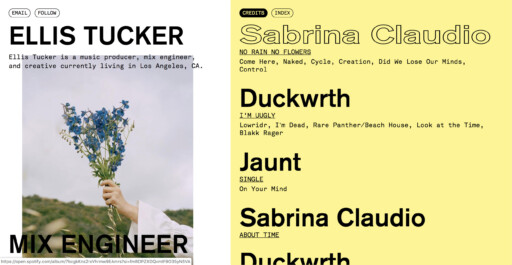 EMAIL FOLLOW
ELLIS TUCKER
Ellis Tucker is a music producer, mix engineer,
and creative currently living in Los Angeles, CA.
MIX ENGINEER
CREDITS INDEX
Sabrina Claudio
NO RAIN NO FLOWERS
Come Here, Naked, Cycle, Creation, Did We Lose Our Minds,
Control
Duckwrth
I'M UUGLY
Lowridr, I'm Dead, Rare Panther/Beach House, Look at the Time,
Blakk Rager
Jaunt
SINGLE
On Your Mind
Sabrina Claudio
ABOUT TIME
Duckwrth